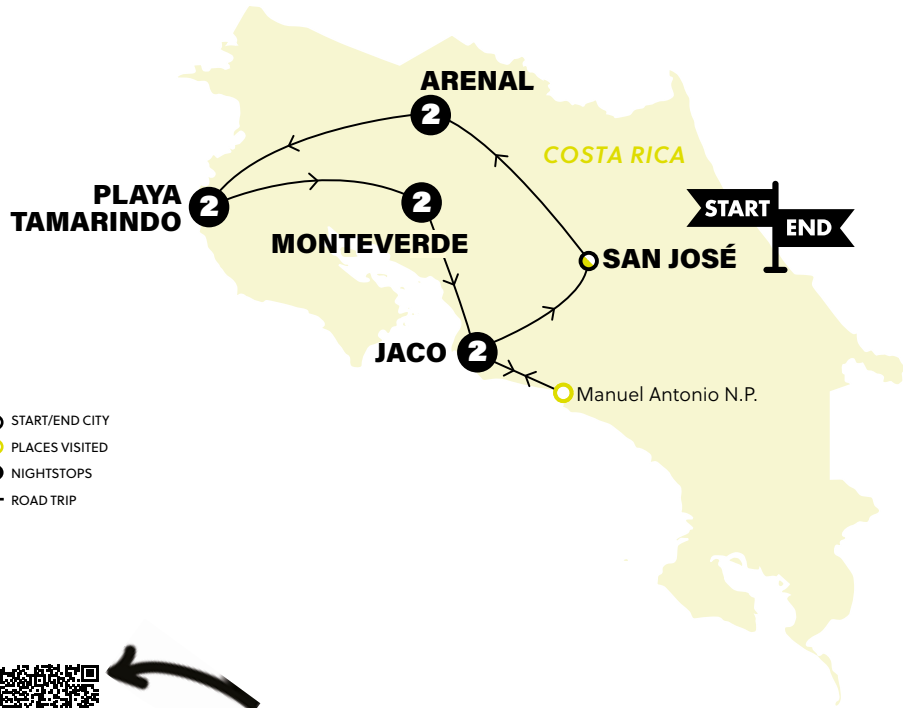 ARENAL
2
COSTA RICA
PLAYA
TAMARINDO
2
2
MONTEVERDE
START
END
SAN JOSÉ
JACO
2
Manuel Antonio N.P.
START/END CITY
PLACES VISITED
NIGHTSTOPS
ROAD TRIP